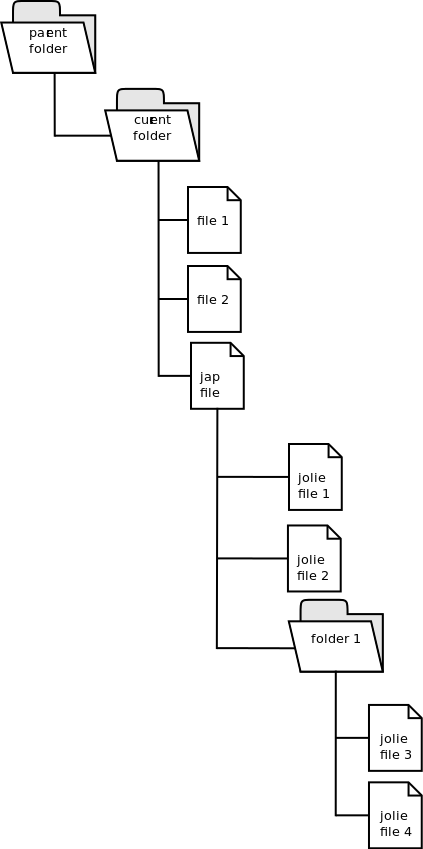 parent
folder
current
folder
file 1
file 2
jap
file
jolie
file 1
jolie
file 2
folder 1
jolie
file 3
jolie
file 4